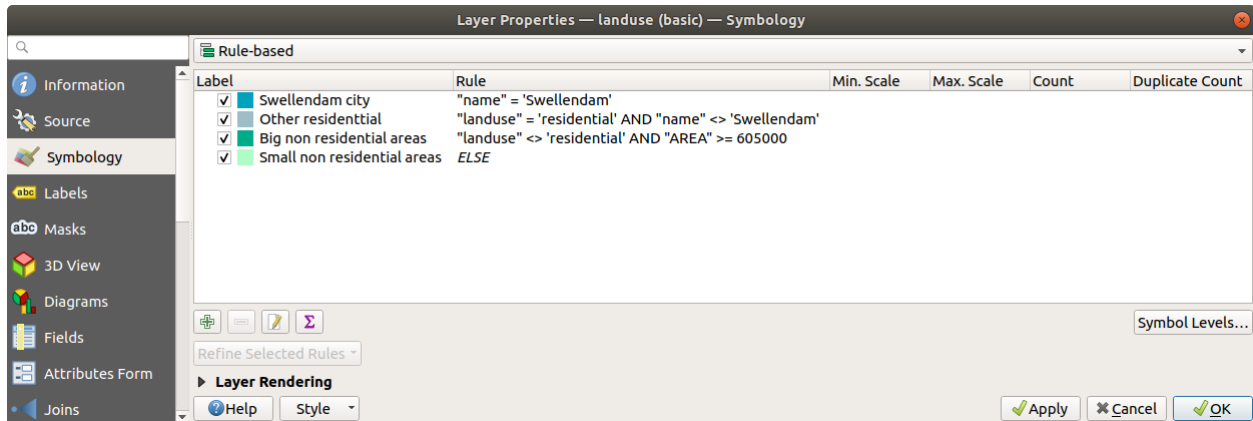 Layer Properties — landuse (basic) — Symbology
Rule-based
Information
Source
Symbology
Labels
Masks
3D View
Diagrams
Fields
Attributes Form
Joins
Label Rule Min. Scale Max. Scale Count Duplicate Count
Swellendam city "name" = 'Swellendam'
Other residenttial "landuse" = 'residential' AND "name" <> 'Swellendam'
Big non residential areas "landuse" <> 'residential' AND "AREA" >= 605000
Small non residential areas ELSE
Symbol Levels...
Refine Selected Rules
Layer Rendering
Help Style Apply Cancel OK
abc
abc